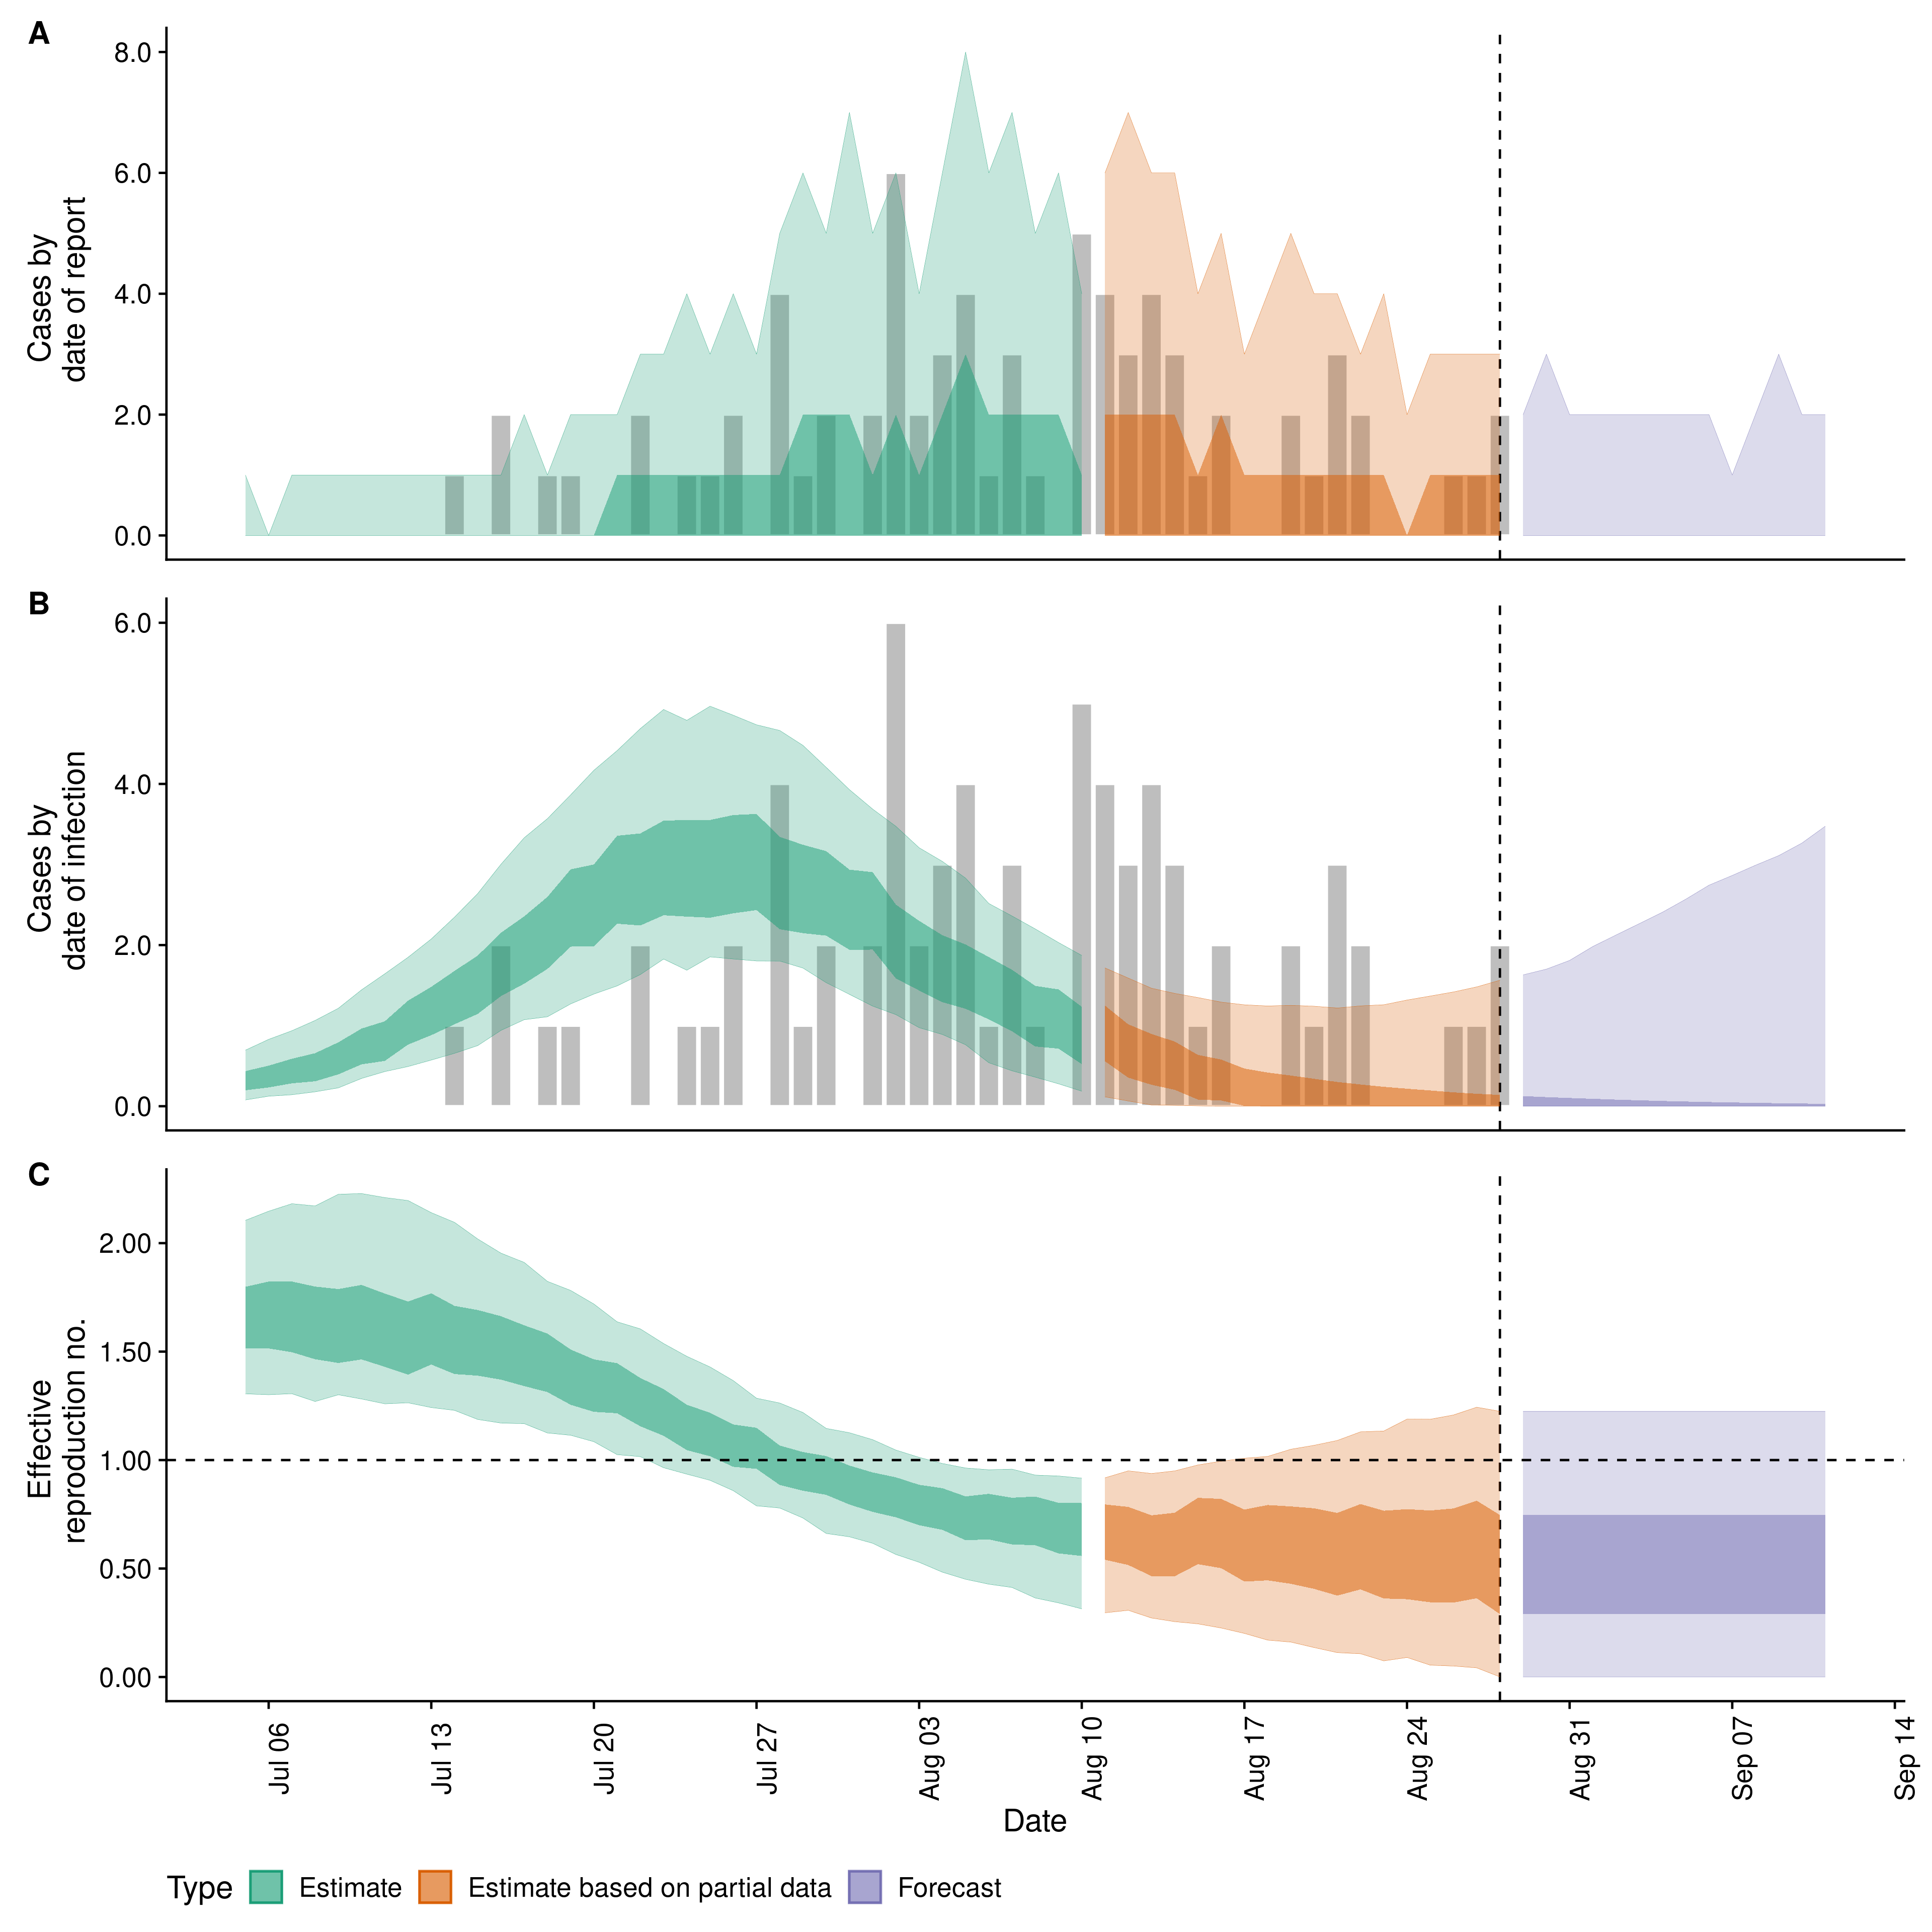 A
8.0
6.0
4.0
2.0
0.0
Cases by
date of report
B
6.0
4.0
2.0
0.0
Cases by
date of infection
C
2.00
1.50
1.00
0.50
0.00
Effective
reproduction no.
Jul 06
Jul 13
Jul 20
Jul 27
Aug 03
Aug 10
Aug 17
Aug 24
Aug 31
Sep 07
Sep 14
Date
Type Estimate Estimate based on partial data Forecast